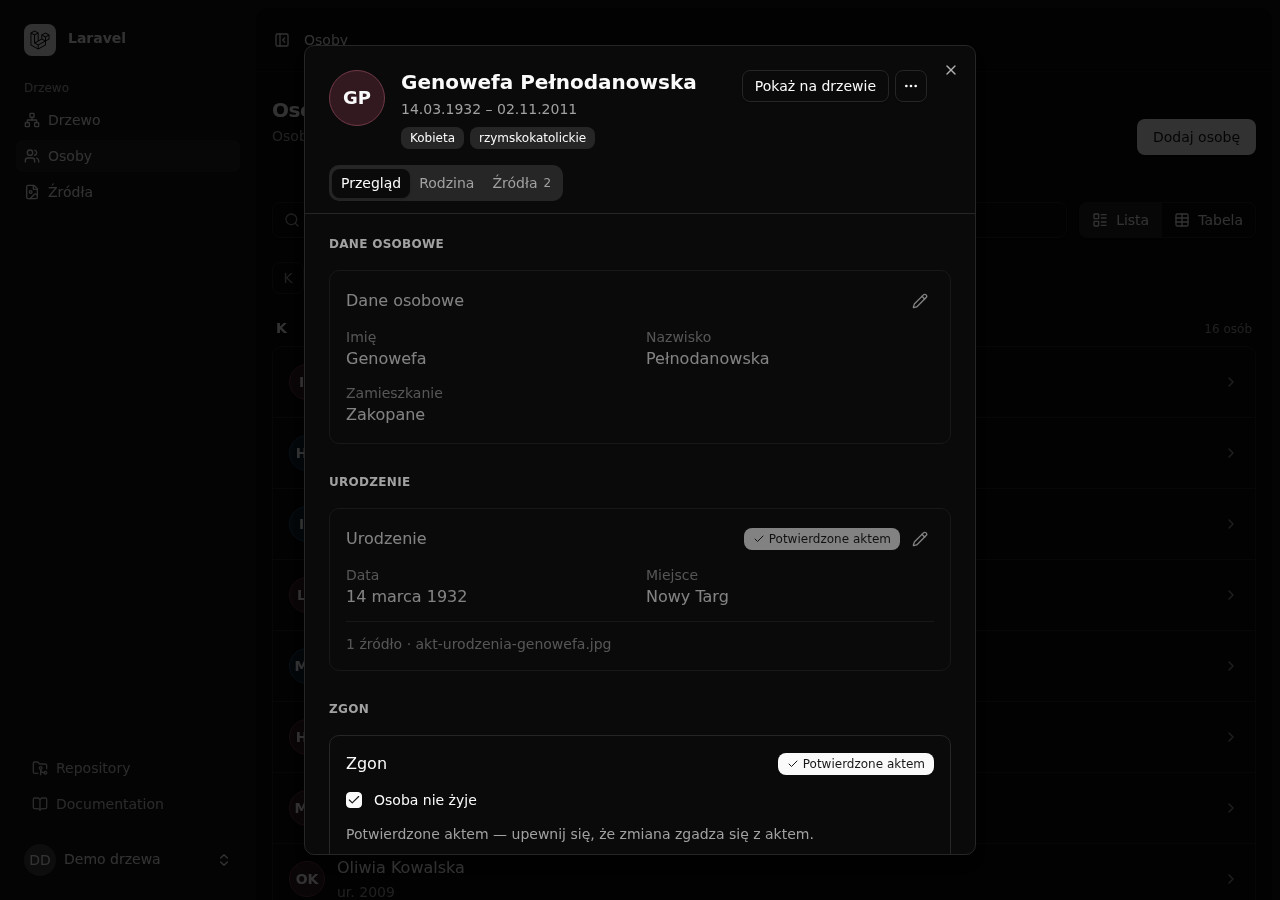 Laravel
Osoby
Drzewo
Drzewo
Osoby
Źródła
Repository
Documentation
DD
Demo drzewa
Dodaj osobę
Lista
Tabela
K
K
16 osób
OK
Oliwia Kowalska
ur. 2009
GP
Genowefa Pełnodanowska
14.03.1932 – 02.11.2011
Kobieta
rzymskokatolickie
Pokaż na drzewie
Przegląd
Rodzina
Źródła 2
DANE OSOBOWE
Dane osobowe
Imię
Nazwisko
Genowefa
Pełnodanowska
Zamieszkanie
Zakopane
URODZENIE
Urodzenie
Potwierdzone aktem
Data
Miejsce
14 marca 1932
Nowy Targ
1 źródło · akt-urodzenia-genowefa.jpg
ZGON
Zgon
Potwierdzone aktem
Osoba nie żyje
Potwierdzone aktem — upewnij się, że zmiana zgadza się z aktem.